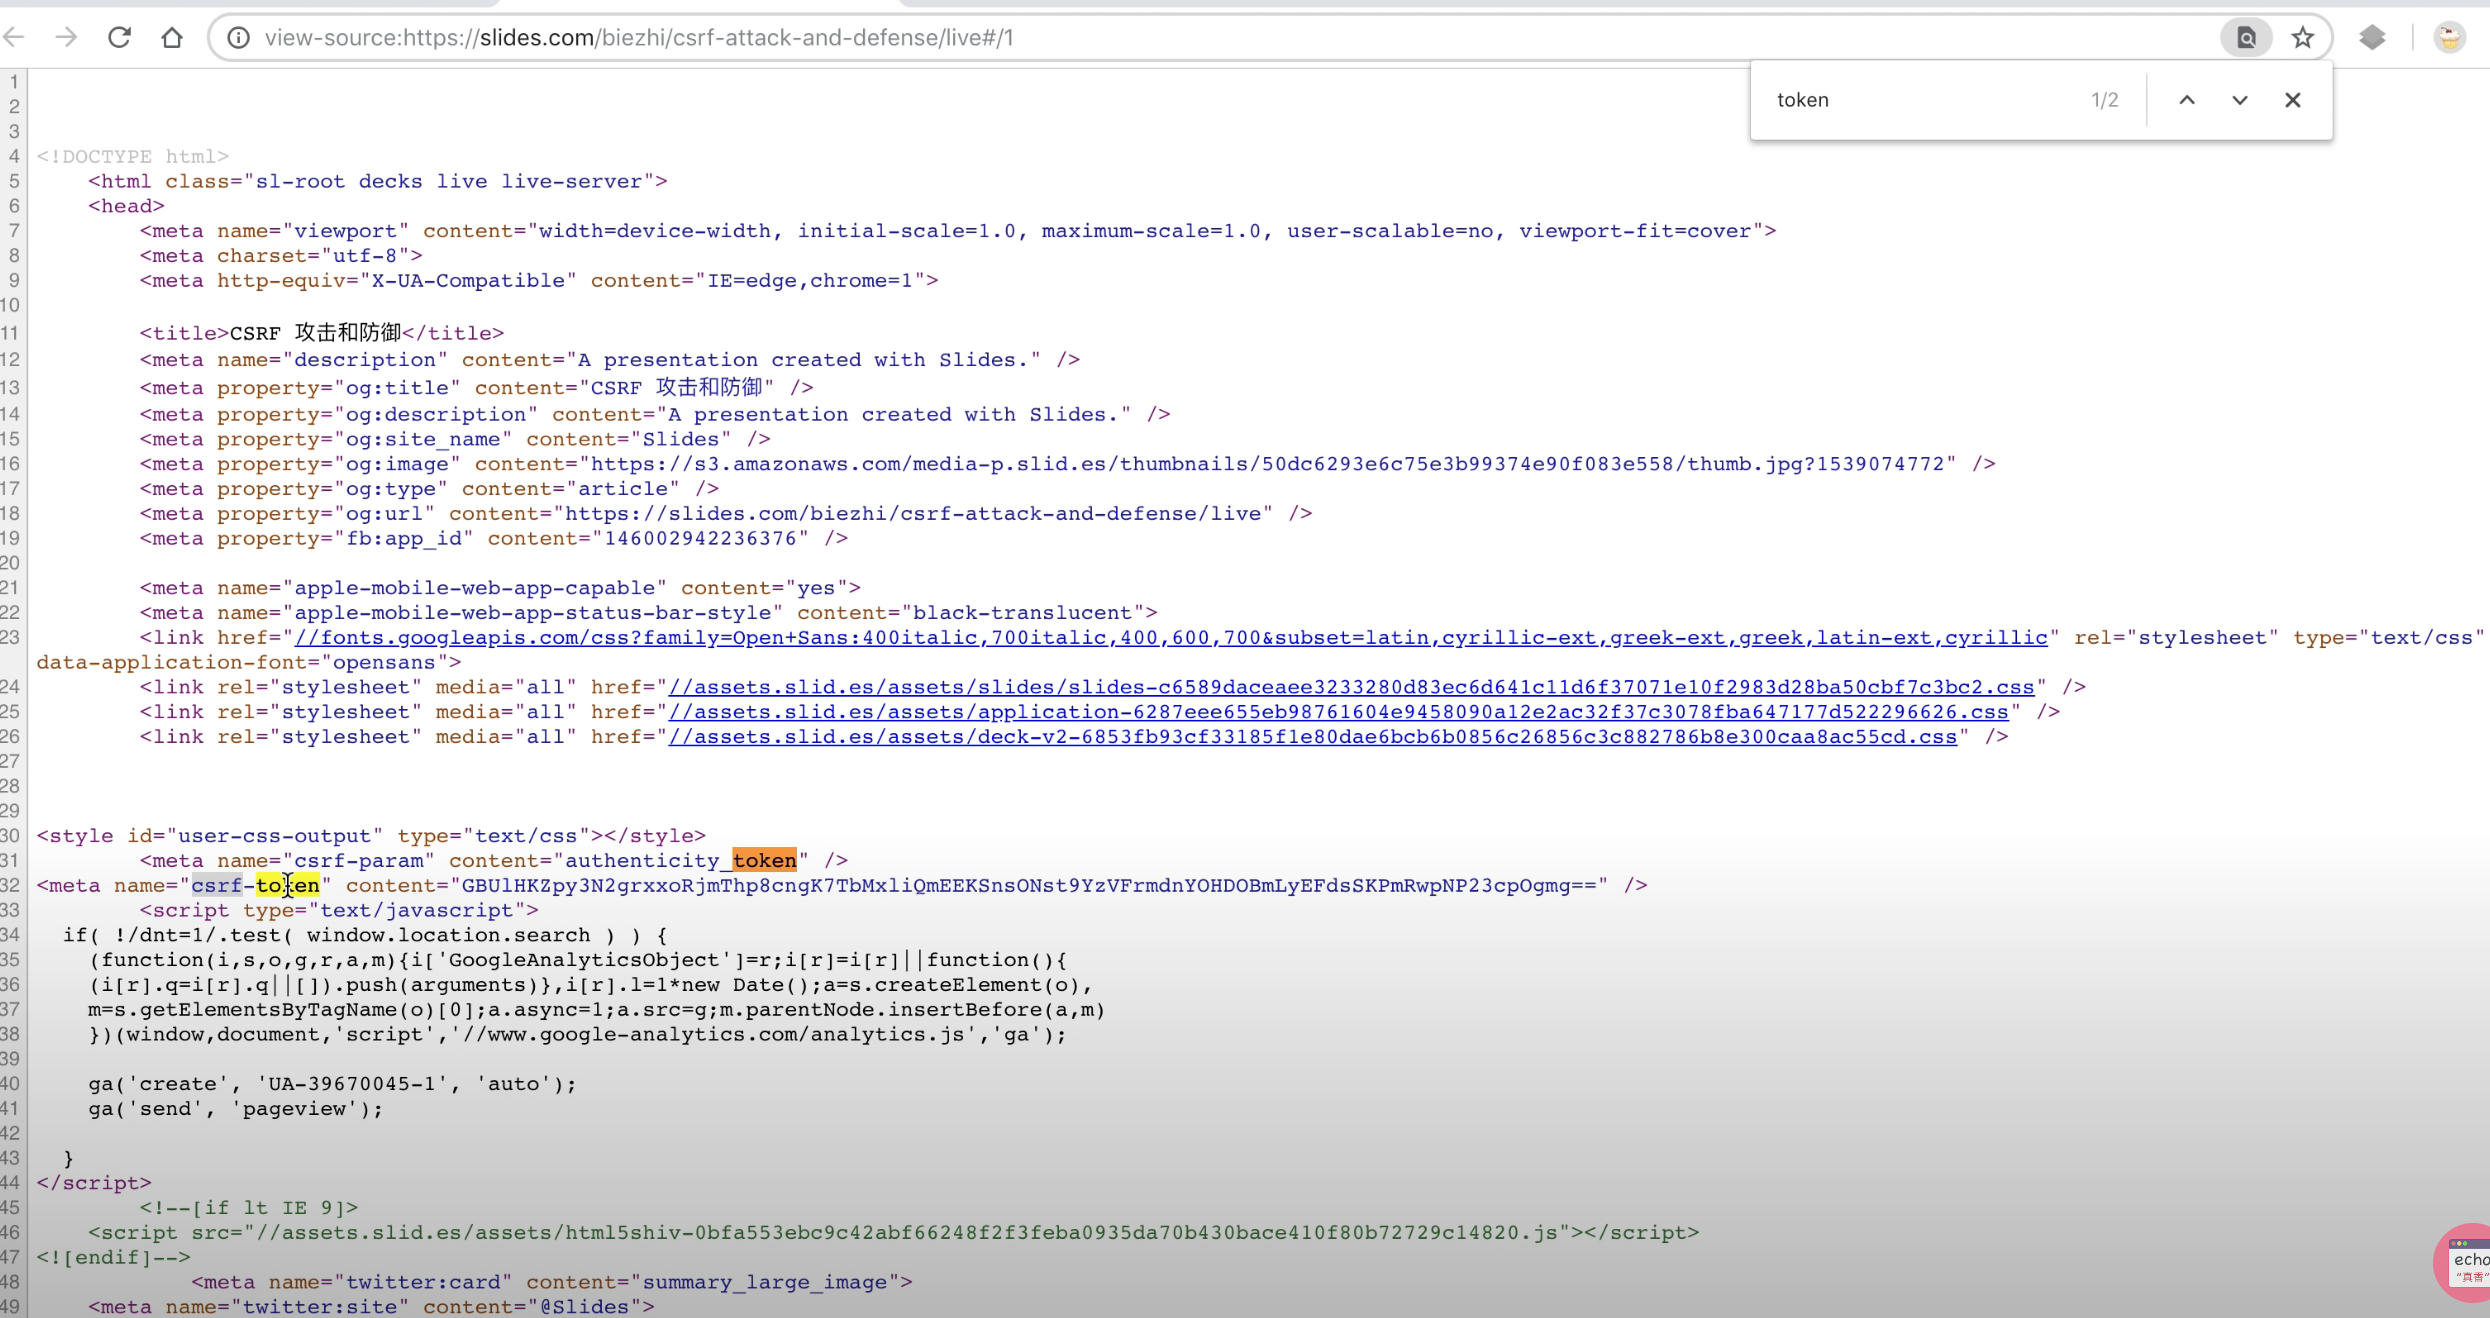 view-source:https://slides.com/biezhi/csrf-attack-and-defense/live#/1
token 1/2
1
2
3
4 <!DOCTYPE html>
5 <html class="sl-root decks live live-server">
6 <head>
7 <meta name="viewport" content="width=device-width, initial-scale=1.0, maximum-scale=1.0, user-scalable=no, viewport-fit=cover">
8 <meta charset="utf-8">
9 <meta http-equiv="X-UA-Compatible" content="IE=edge,chrome=1">
10
11 <title>CSRF 攻击和防御</title>
12 <meta name="description" content="A presentation created with Slides." />
13 <meta property="og:title" content="CSRF 攻击和防御" />
14 <meta property="og:description" content="A presentation created with Slides." />
15 <meta property="og:site_name" content="Slides" />
16 <meta property="og:image" content="https://s3.amazonaws.com/media-p.slid.es/thumbnails/50dc6293e6c75e3b99374e90f083e558/thumb.jpg?1539074772" />
17 <meta property="og:type" content="article" />
18 <meta property="og:url" content="https://slides.com/biezhi/csrf-attack-and-defense/live" />
19 <meta property="fb:app_id" content="146002942236376" />
20
21 <meta name="apple-mobile-web-app-capable" content="yes">
22 <meta name="apple-mobile-web-app-status-bar-style" content="black-translucent">
23 <link href="//fonts.googleapis.com/css?family=Open+Sans:400italic,700italic,400,600,700&subset=latin,cyrillic-ext,greek-ext,greek,latin-ext,cyrillic" rel="stylesheet" type="text/css"
data-application-font="opensans">
24 <link rel="stylesheet" media="all" href="//assets.slid.es/assets/slides/slides-c6589daceaee3233280d83ec6d641c11d6f37071e10f2983d28ba50cbf7c3bc2.css" />
25 <link rel="stylesheet" media="all" href="//assets.slid.es/assets/application-6287eee655eb98761604e9458090a12e2ac32f37c3078fba647177d522296626.css" />
26 <link rel="stylesheet" media="all" href="//assets.slid.es/assets/deck-v2-6853fb93cf33185f1e80dae6bcb6b0856c26856c3c882786b8e300caa8ac55cd.css" />
27
28
29
30 <style id="user-css-output" type="text/css"></style>
31 <meta name="csrf-param" content="authenticity_token" />
32 <meta name="csrf-token" content="GBUlHKZpy3N2grxxoRjmThp8cngK7TbMxliQmEEKSnsONst9YzVFrmdnYOHDOBmLyEFdsSKPmRwpNP23cpOgmg==" />
33 <script type="text/javascript">
34 if( !/dnt=1/.test( window.location.search ) ) {
35 (function(i,s,o,g,r,a,m){i['GoogleAnalyticsObject']=r;i[r]=i[r]||function(){
36 (i[r].q=i[r].q||[]).push(arguments)},i[r].l=1*new Date();a=s.createElement(o),
37 m=s.getElementsByTagName(o)[0];a.async=1;a.src=g;m.parentNode.insertBefore(a,m)
38 })(window,document,'script','//www.google-analytics.com/analytics.js','ga');
39
40 ga('create', 'UA-39670045-1', 'auto');
41 ga('send', 'pageview');
42
43 }
44 </script>
45 <!--[if lt IE 9]>
46 <script src="//assets.slid.es/assets/html5shiv-0bfa553ebc9c42abf66248f2f3feba0935da70b430bace410f80b72729c14820.js"></script>
47 <![endif]-->
48 <meta name="twitter:card" content="summary_large_image">
49 <meta name="twitter:site" content="@Slides">
echo
"真香"